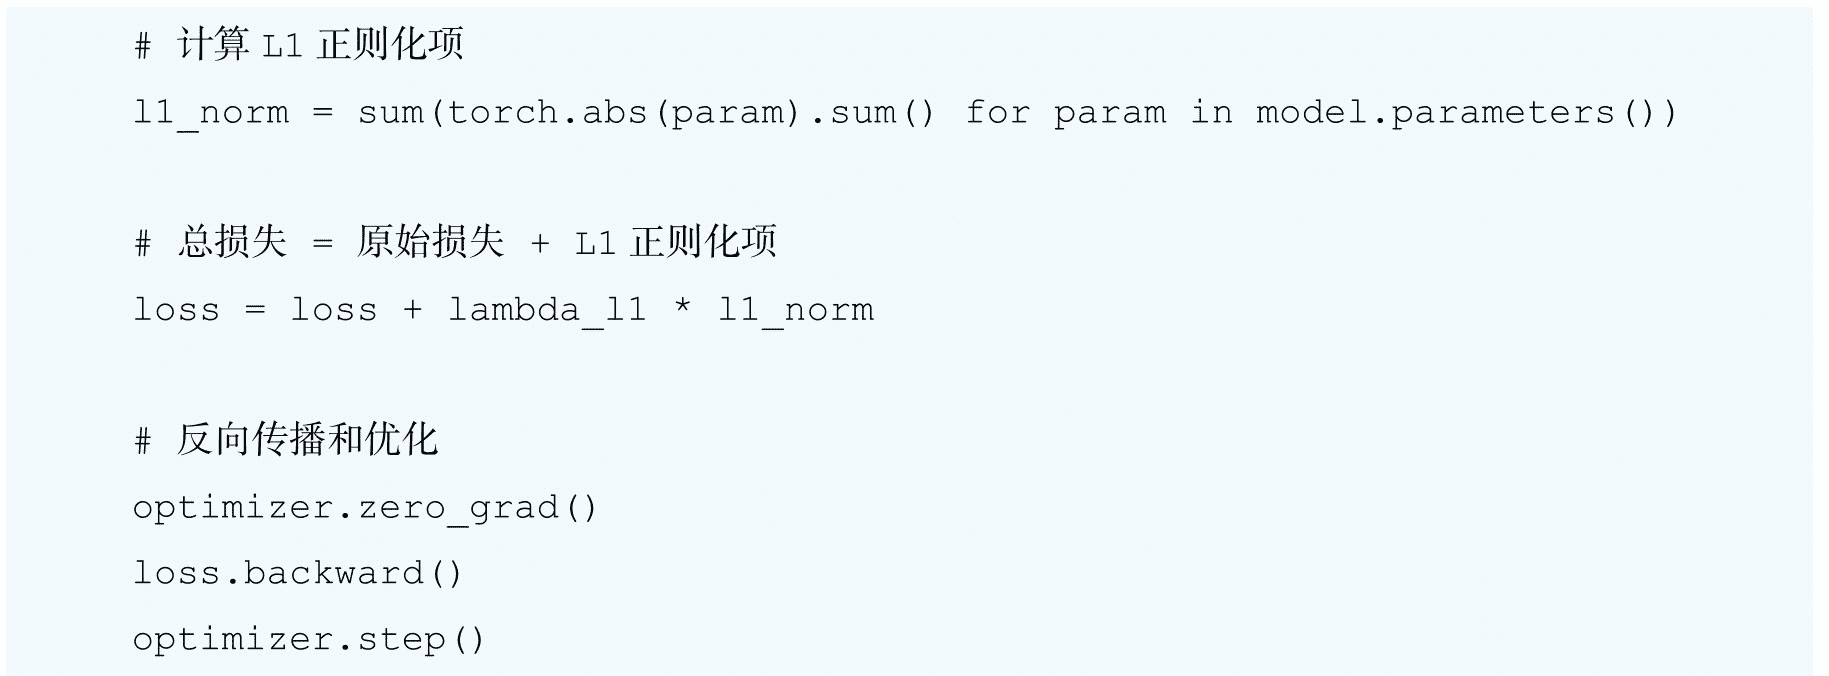 # 计算 L1 正则化项
l1_norm = sum(torch.abs(param).sum() for param in model.parameters())
# 总损失 = 原始损失 + L1 正则化项
loss = loss + lambda_l1 * l1_norm
# 反向传播和优化
optimizer.zero_grad()
loss.backward()
optimizer.step()